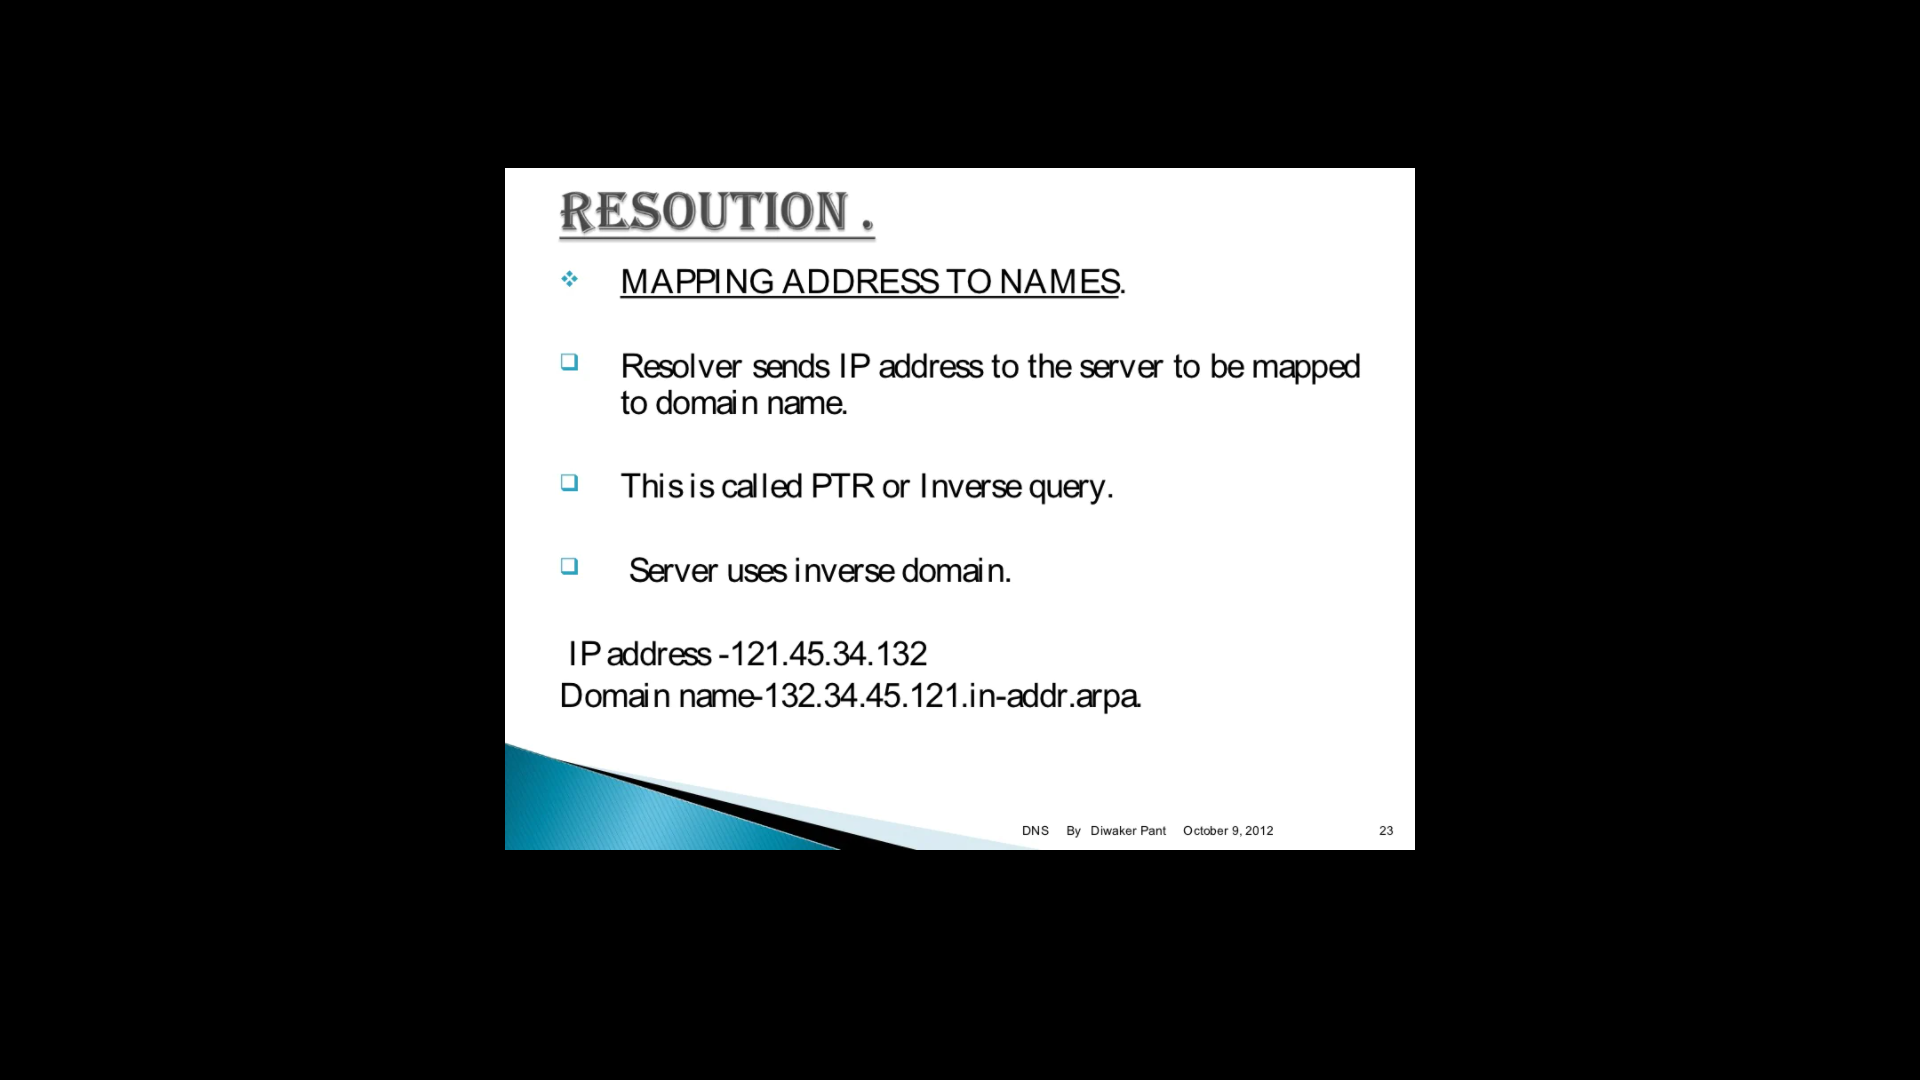 RESOUTION .
MAPPING ADDRESS TO NAMES.
Resolver sends IP address to the server to be mapped
to domain name.
This is called PTR or Inverse query.
Server uses inverse domain.
IP address -121.45.34.132
Domain name-132.34.45.121.in-addr.arpa.
DNS By Diwaker Pant October 9, 2012 23